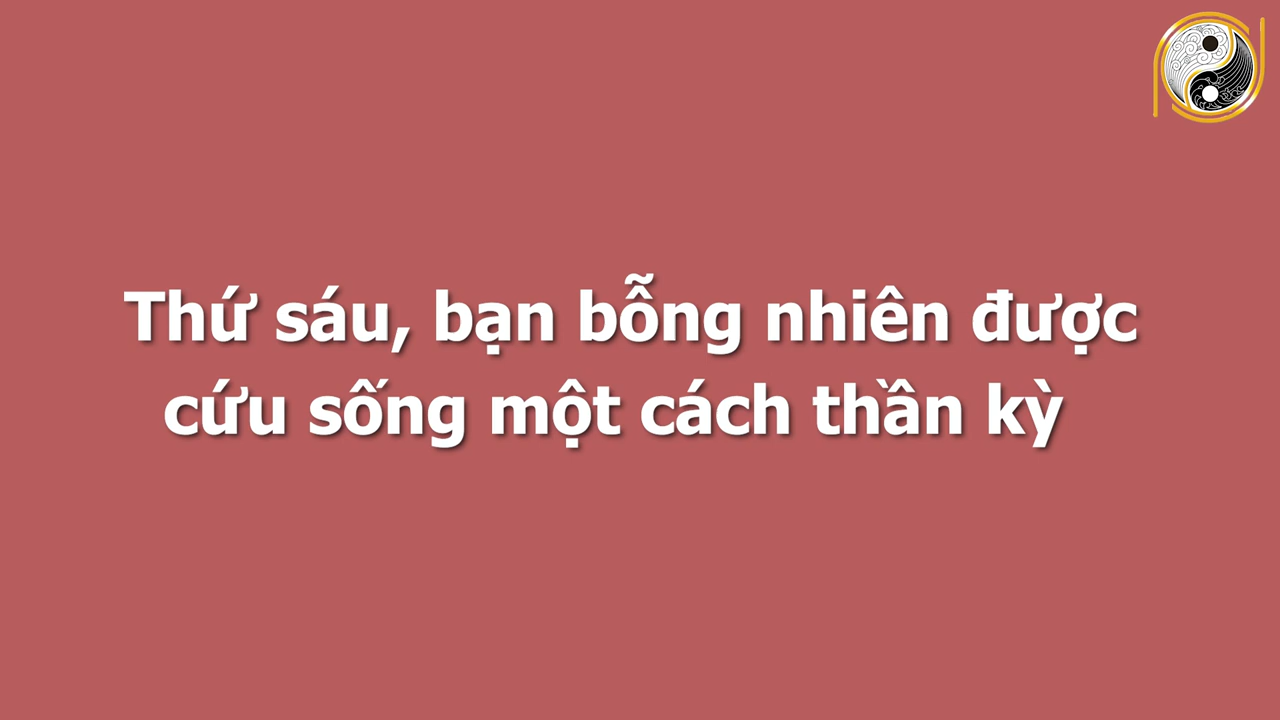 Thứ sáu, bạn bỗng nhiên được
cứu sống một cách thần kỳ